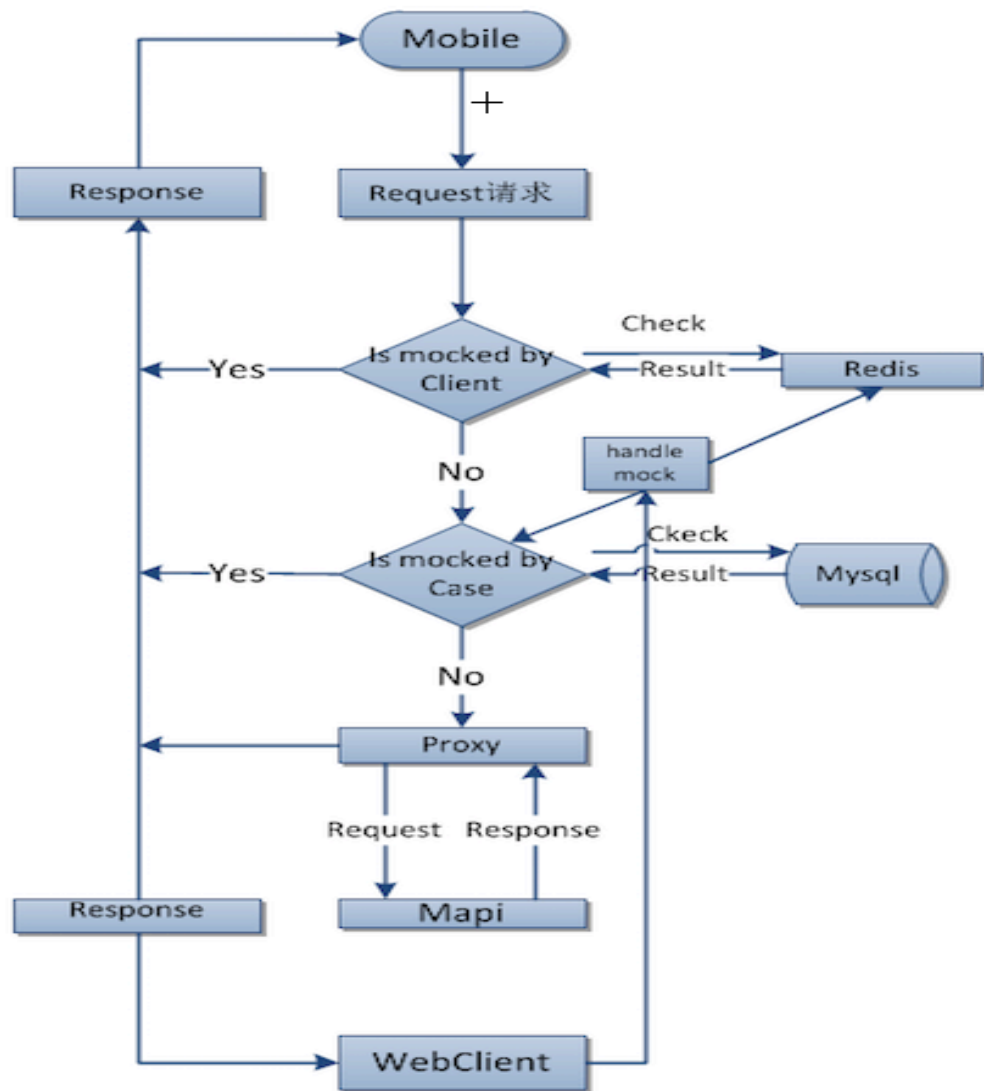 Mobile
Response
Request请求
Check
Is mocked by
Client
Yes
Result
Redis
handle
mock
No
Ckeck
Is mocked by
Case
Yes
Result
Mysql
No
Proxy
Request
Response
Response
Mapi
WebClient